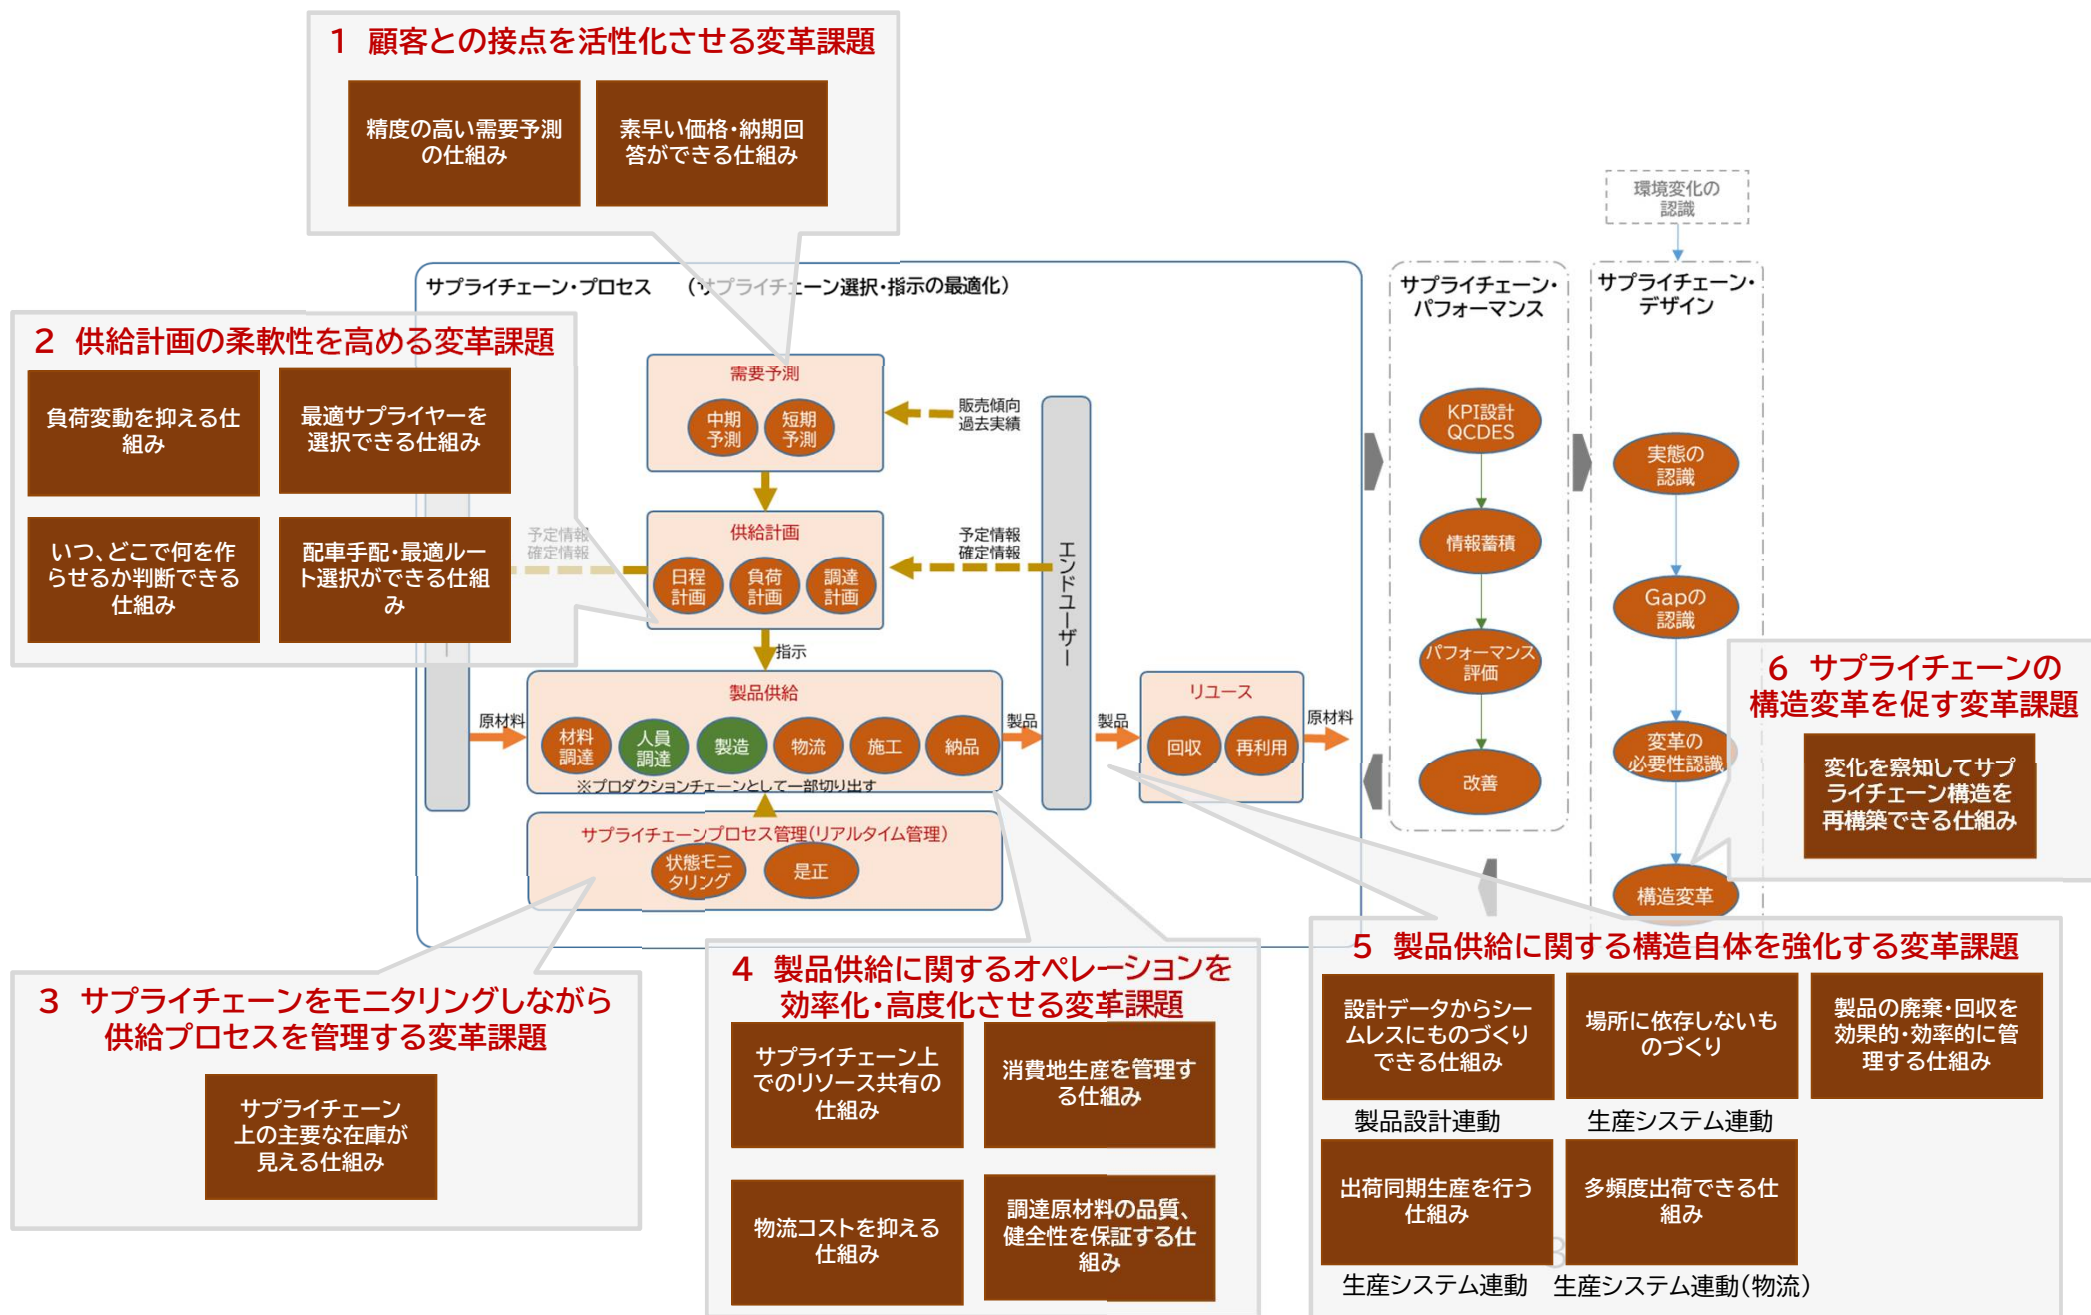 1 顧客との接点を活性化させる変革課題
精度の高い需要予測
の仕組み
素早い価格・納期回
答ができる仕組み
環境変化の
認識
サプライチェーン・プロセス　（サプライチェーン選択・指示の最適化）
サプライチェーン・
パフォーマンス
サプライチェーン・
デザイン
2 供給計画の柔軟性を高める変革課題
負荷変動を抑える仕
組み
最適サプライヤーを
選択できる仕組み
いつ、どこで何を作
らせるか判断できる
仕組み
配車手配・最適ルー
ト選択ができる仕組
み
需要予測
中期
予測
短期
予測
販売傾向
過去実績
予定情報
確定情報
供給計画
日程
計画
負荷
計画
調達
計画
予定情報
確定情報
エンドユーザー
指示
原材料
製品供給
材料
調達
人員
調達
製造
物流
施工
納品
※プロダクションチェーンとして一部切り出す
製品
製品
リユース
回収
再利用
原材料
サプライチェーンプロセス管理（リアルタイム管理）
状態モニ
タリング
是正
KPI設計
QCDES
情報蓄積
パフォーマンス
評価
改善
実態の
認識
Gapの
認識
変革の
必要性認識
構造変革
6 サプライチェーンの
構造変革を促す変革課題
変化を察知してサプ
ライチェーン構造を
再構築できる仕組み
3 サプライチェーンをモニタリングしながら
供給プロセスを管理する変革課題
サプライチェーン
上の主要な在庫が
見える仕組み
4 製品供給に関するオペレーションを
効率化・高度化させる変革課題
サプライチェーン上
でのリソース共有の
仕組み
消費地生産を管理す
る仕組み
物流コストを抑える
仕組み
調達原材料の品質、
健全性を保証する仕
組み
5 製品供給に関する構造自体を強化する変革課題
設計データからシー
ムレスにものづくり
できる仕組み
場所に依存しないも
のづくり
製品の廃棄・回収を
効果的・効率的に管
理する仕組み
製品設計連動
生産システム連動
出荷同期生産を行う
仕組み
多頻度出荷できる仕
組み
生産システム連動
生産システム連動（物流）